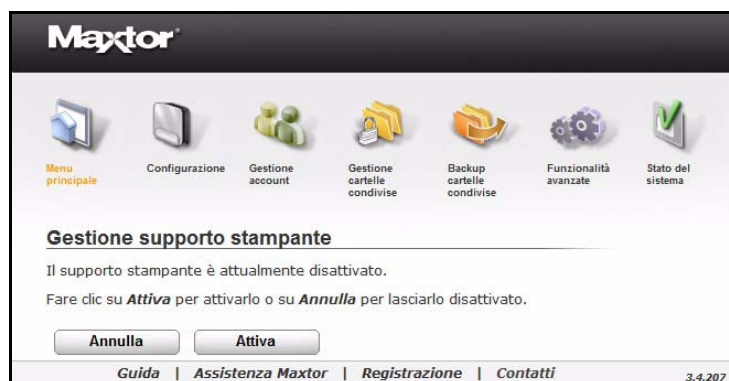 Maxtor
Menu
principale
Configurazione
Gestione
account
Gestione
cartelle
condivise
Backup
cartelle
condivise
Funzionalità
avanzate
Stato del
sistema
Gestione supporto stampante
Il supporto stampante è attualmente disattivato.
Fare clic su Attiva per attivarlo o su Annulla per lasciarlo disattivato.
Annulla Attiva
Guida | Assistenza Maxtor | Registrazione | Contatti 3.4.207